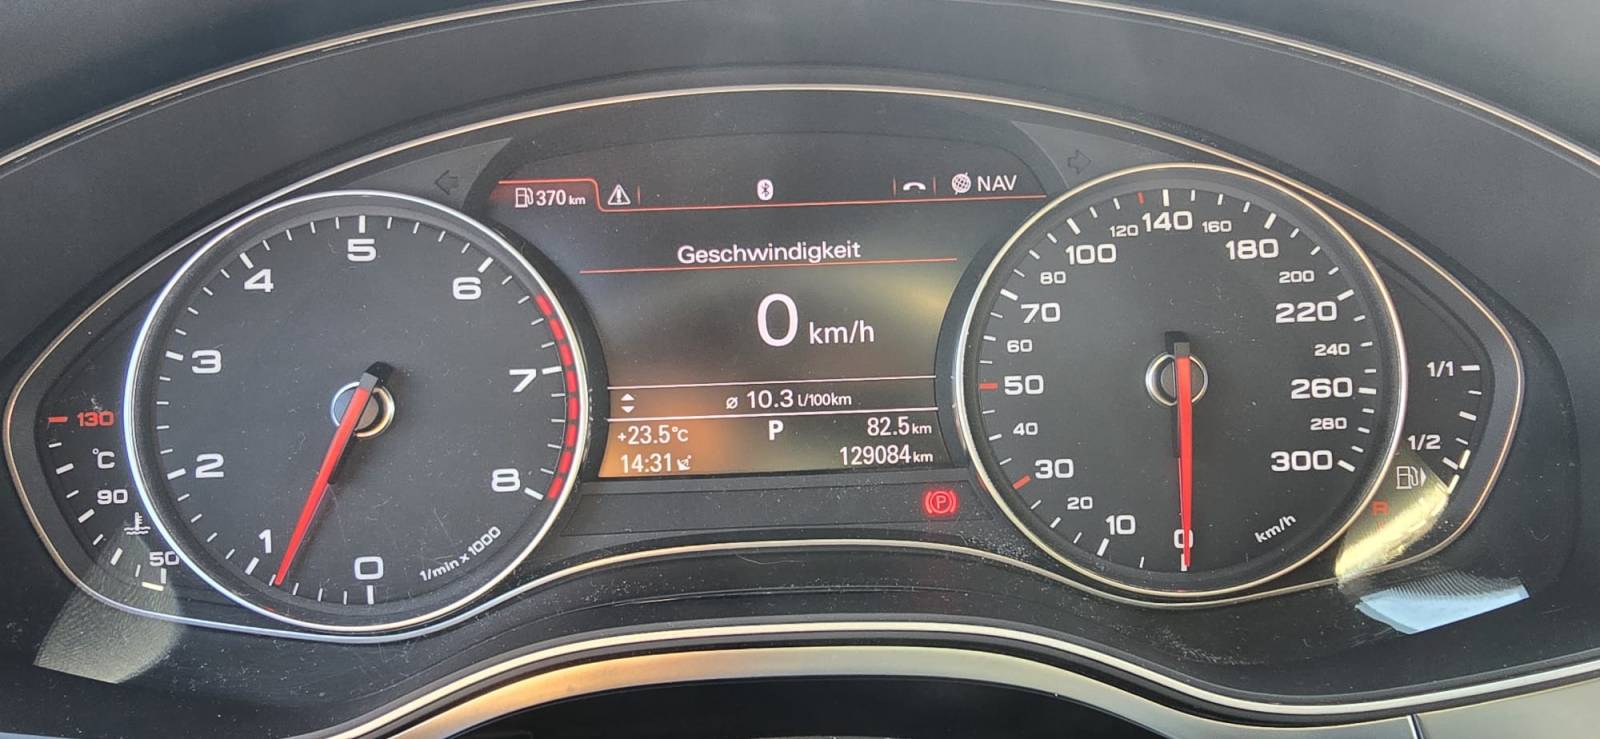 370 km
NAV
Geschwindigkeit
0 km/h
⌀ 10.3 L/100km
+23.5°C
P
82.5 km
14:31
129084 km
130
°C
90
50
0
1
2
3
4
5
6
7
8
1/min x 1000
0
10
20
30
40
50
60
70
80
100
120
140
160
180
200
220
240
260
280
300
km/h
1/1
1/2
R
(P)